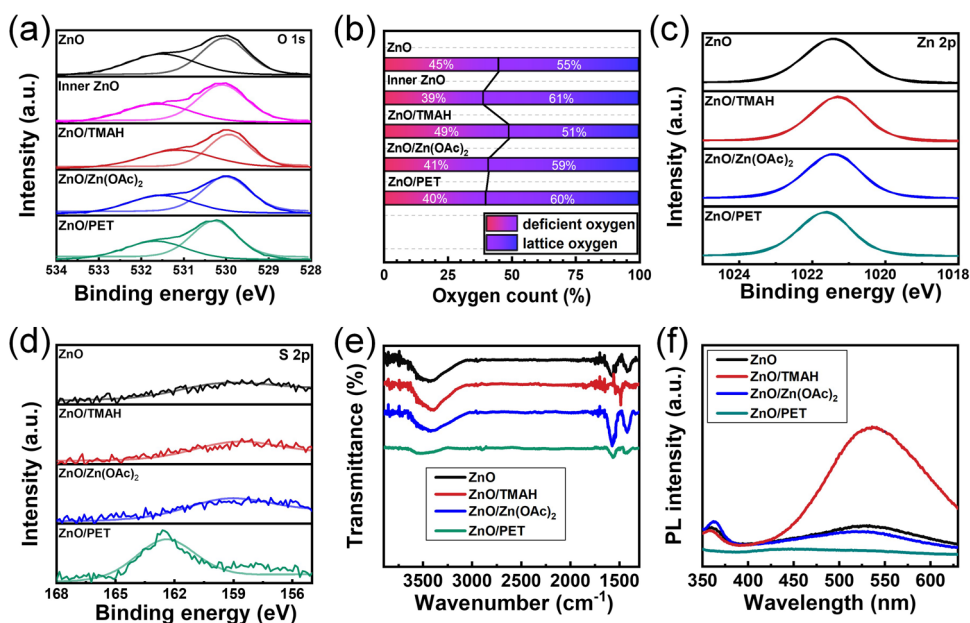 (a)
ZnO
O 1s
Inner ZnO
ZnO/TMAH
ZnO/Zn(OAc)2
ZnO/PET
Intensity (a.u.)
534 533 532 531 530 529 528
Binding energy (eV)
(b)
ZnO
45% 55%
Inner ZnO
39% 61%
ZnO/TMAH
49% 51%
ZnO/Zn(OAc)2
41% 59%
ZnO/PET
40% 60%
deficient oxygen
lattice oxygen
0 25 50 75 100
Oxygen count (%)
(c)
ZnO
Zn 2p
ZnO/TMAH
ZnO/Zn(OAc)2
ZnO/PET
Intensity (a.u.)
1024 1022 1020 1018
Binding energy (eV)
(d)
ZnO
S 2p
ZnO/TMAH
ZnO/Zn(OAc)2
ZnO/PET
Intensity (a.u.)
168 165 162 159 156
Binding energy (eV)
(e)
Transmittance (%)
ZnO
ZnO/TMAH
ZnO/Zn(OAc)2
ZnO/PET
3500 3000 2500 2000 1500
Wavenumber (cm-1)
(f)
ZnO
ZnO/TMAH
ZnO/Zn(OAc)2
ZnO/PET
PL intensity (a.u.)
350 400 450 500 550 600
Wavelength (nm)